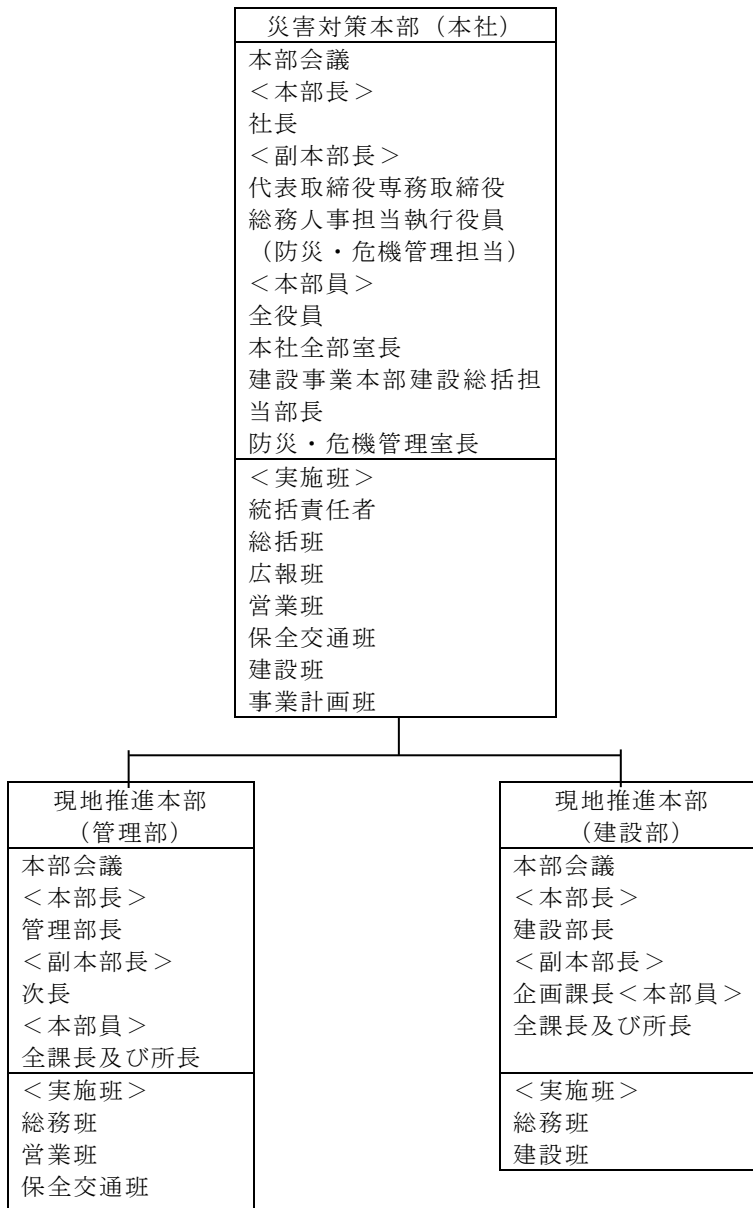 災害対策本部（本社）
本部会議
＜本部長＞
社長
＜副本部長＞
代表取締役専務取締役
総務人事担当執行役員
（防災・危機管理担当）
＜本部員＞
全役員
本社全部室長
建設事業本部建設総括担
当部長
防災・危機管理室長
＜実施班＞
統括責任者
総括班
広報班
営業班
保全交通班
建設班
事業計画班
現地推進本部
（管理部）
本部会議
＜本部長＞
管理部長
＜副本部長＞
次長
＜本部員＞
全課長及び所長
＜実施班＞
総務班
営業班
保全交通班
現地推進本部
（建設部）
本部会議
＜本部長＞
建設部長
＜副本部長＞
企画課長＜本部員＞
全課長及び所長
＜実施班＞
総務班
建設班